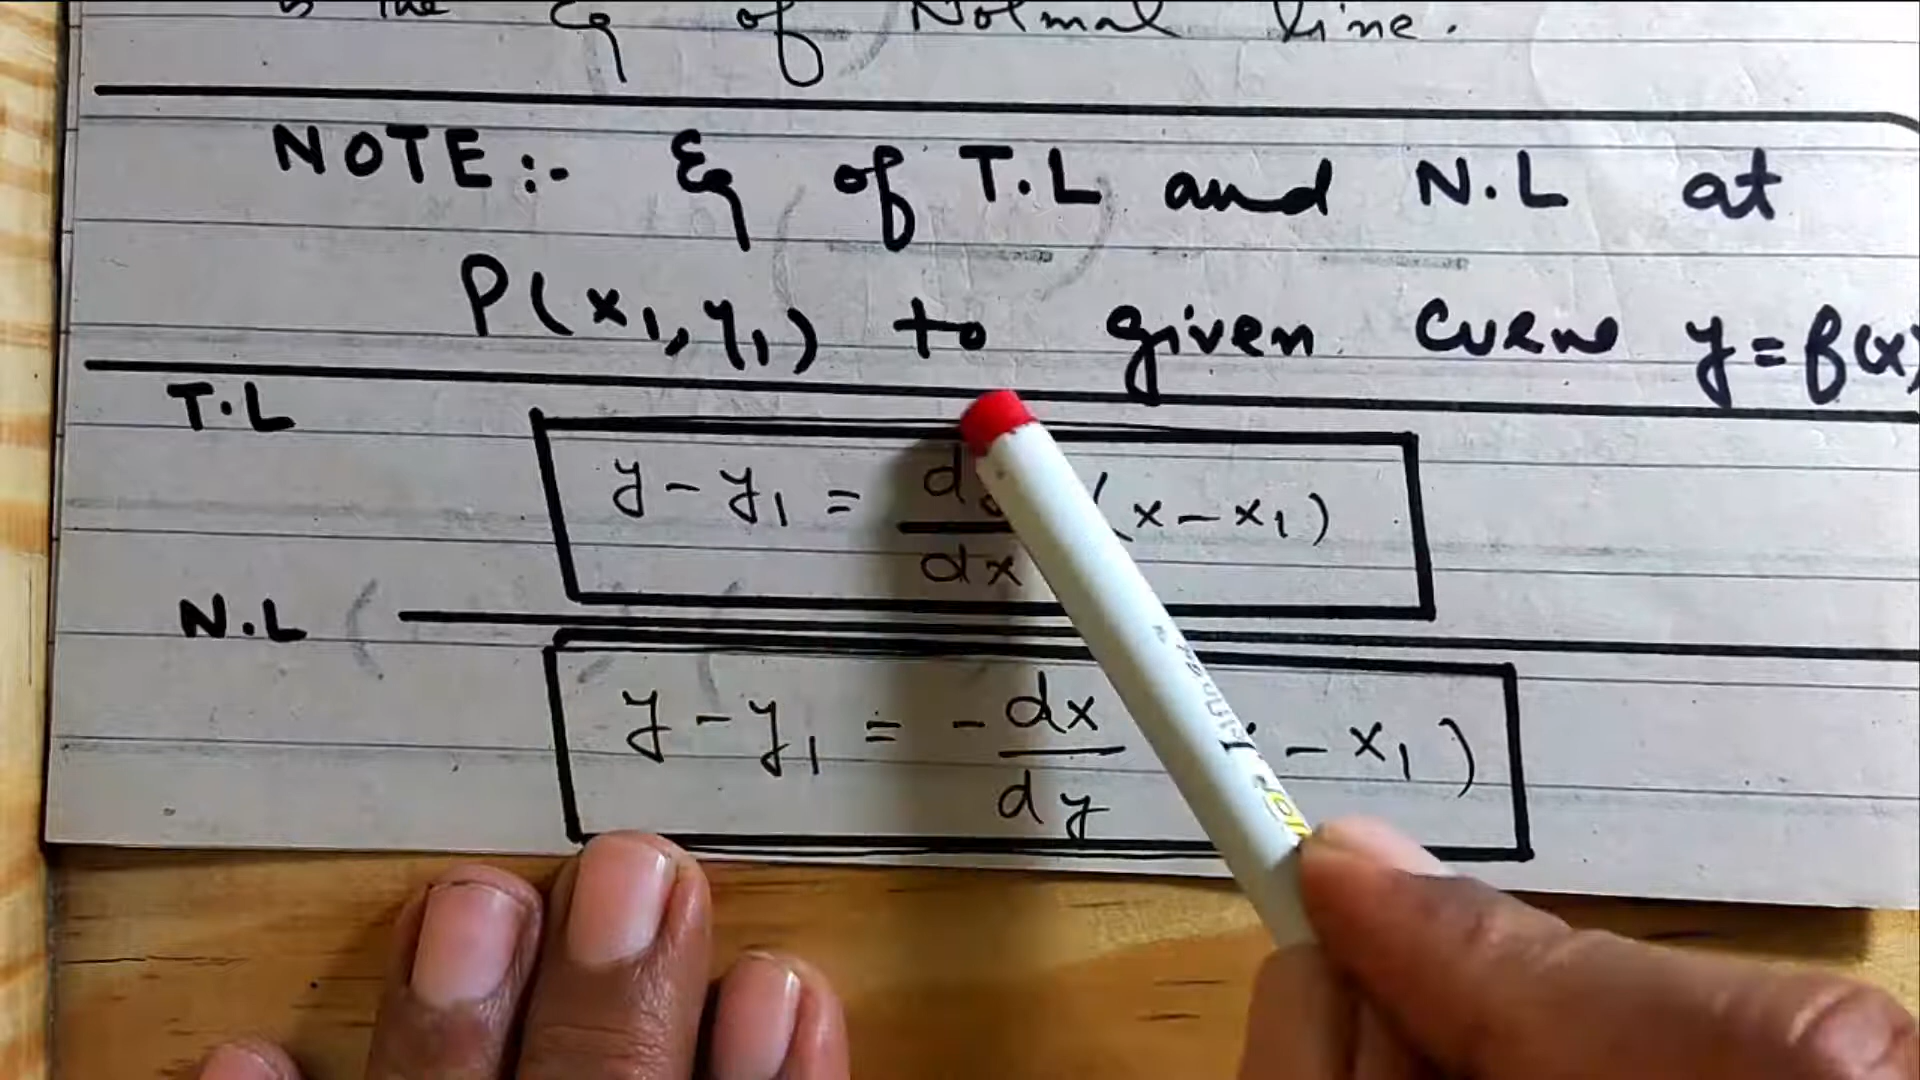 is the Eq of Normal line.
NOTE:- Eq of T.L and N.L at
P(x₁, y₁) to given curve y = f(x)
T.L
y - y₁ = dy/dx (x - x₁)
N.L
y - y₁ = - dx/dy - x₁)